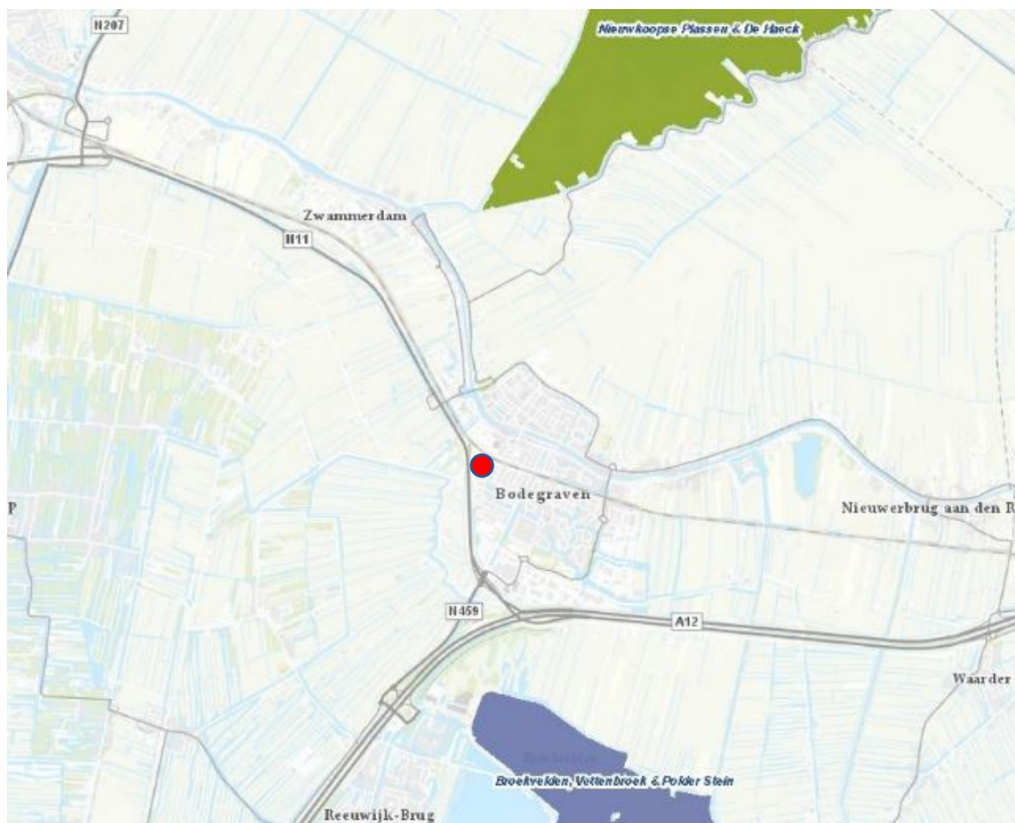 N207
Nieuwkoopse Plassen & De Haeck
Zwammerdam
N11
Bodegraven
P
Nieuwerbrug aan den R
N459
A12
Waarder
Broekvelden, Vettenbroek & Polder Stein
Reeuwijk-Brug